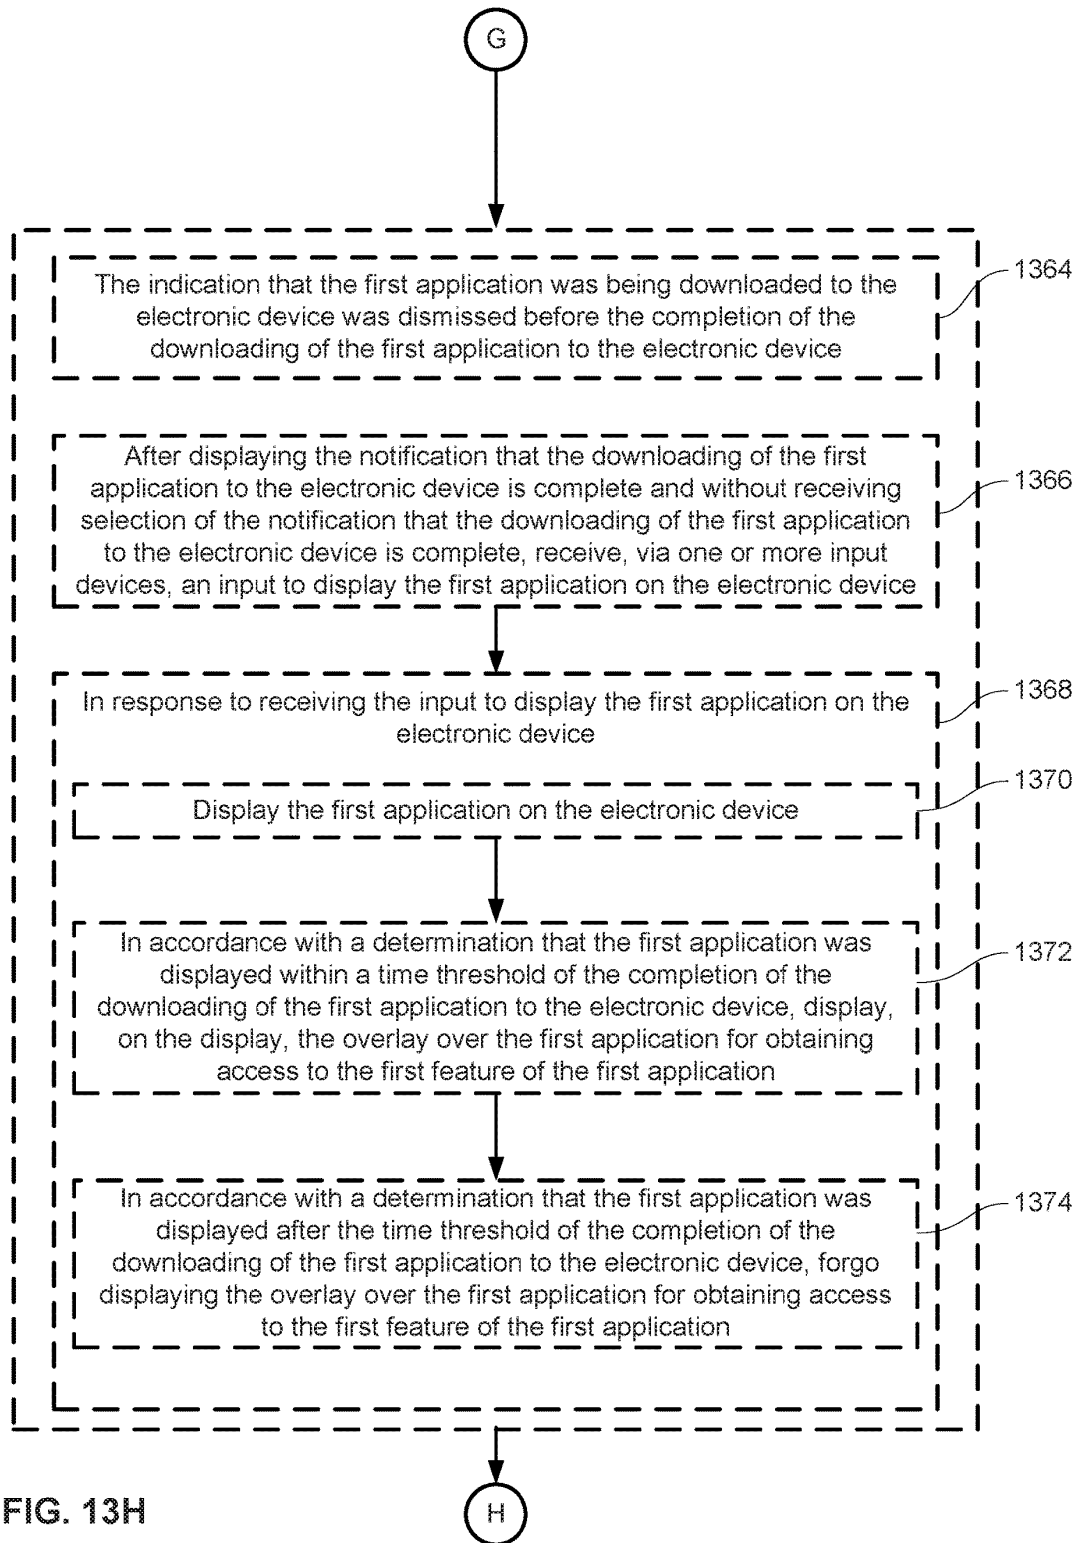 G
The indication that the first application was being downloaded to the
electronic device was dismissed before the completion of the
downloading of the first application to the electronic device
1364
After displaying the notification that the downloading of the first
application to the electronic device is complete and without receiving
selection of the notification that the downloading of the first application
to the electronic device is complete, receive, via one or more input
devices, an input to display the first application on the electronic device
1366
In response to receiving the input to display the first application on the
electronic device
1368
Display the first application on the electronic device
1370
In accordance with a determination that the first application was
displayed within a time threshold of the completion of the
downloading of the first application to the electronic device, display,
on the display, the overlay over the first application for obtaining
access to the first feature of the first application
1372
In accordance with a determination that the first application was
displayed after the time threshold of the completion of the
downloading of the first application to the electronic device, forgo
displaying the overlay over the first application for obtaining access
to the first feature of the first application
1374
H
FIG. 13H